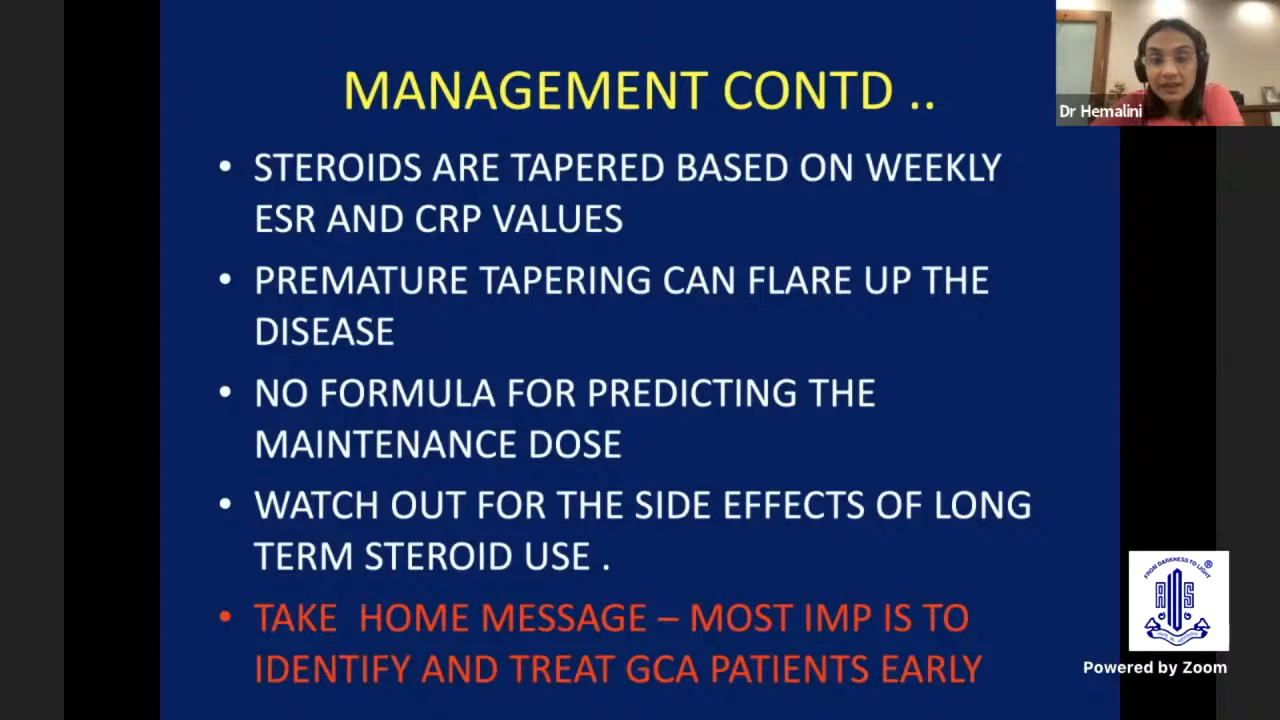 MANAGEMENT CONTD ..
Dr Hemalini
• STEROIDS ARE TAPERED BASED ON WEEKLY
ESR AND CRP VALUES
• PREMATURE TAPERING CAN FLARE UP THE
DISEASE
• NO FORMULA FOR PREDICTING THE
MAINTENANCE DOSE
• WATCH OUT FOR THE SIDE EFFECTS OF LONG
TERM STEROID USE .
• TAKE  HOME MESSAGE – MOST IMP IS TO
IDENTIFY AND TREAT GCA PATIENTS EARLY
FROM DARKNESS TO LIGHT ®
AIOS
Powered by Zoom